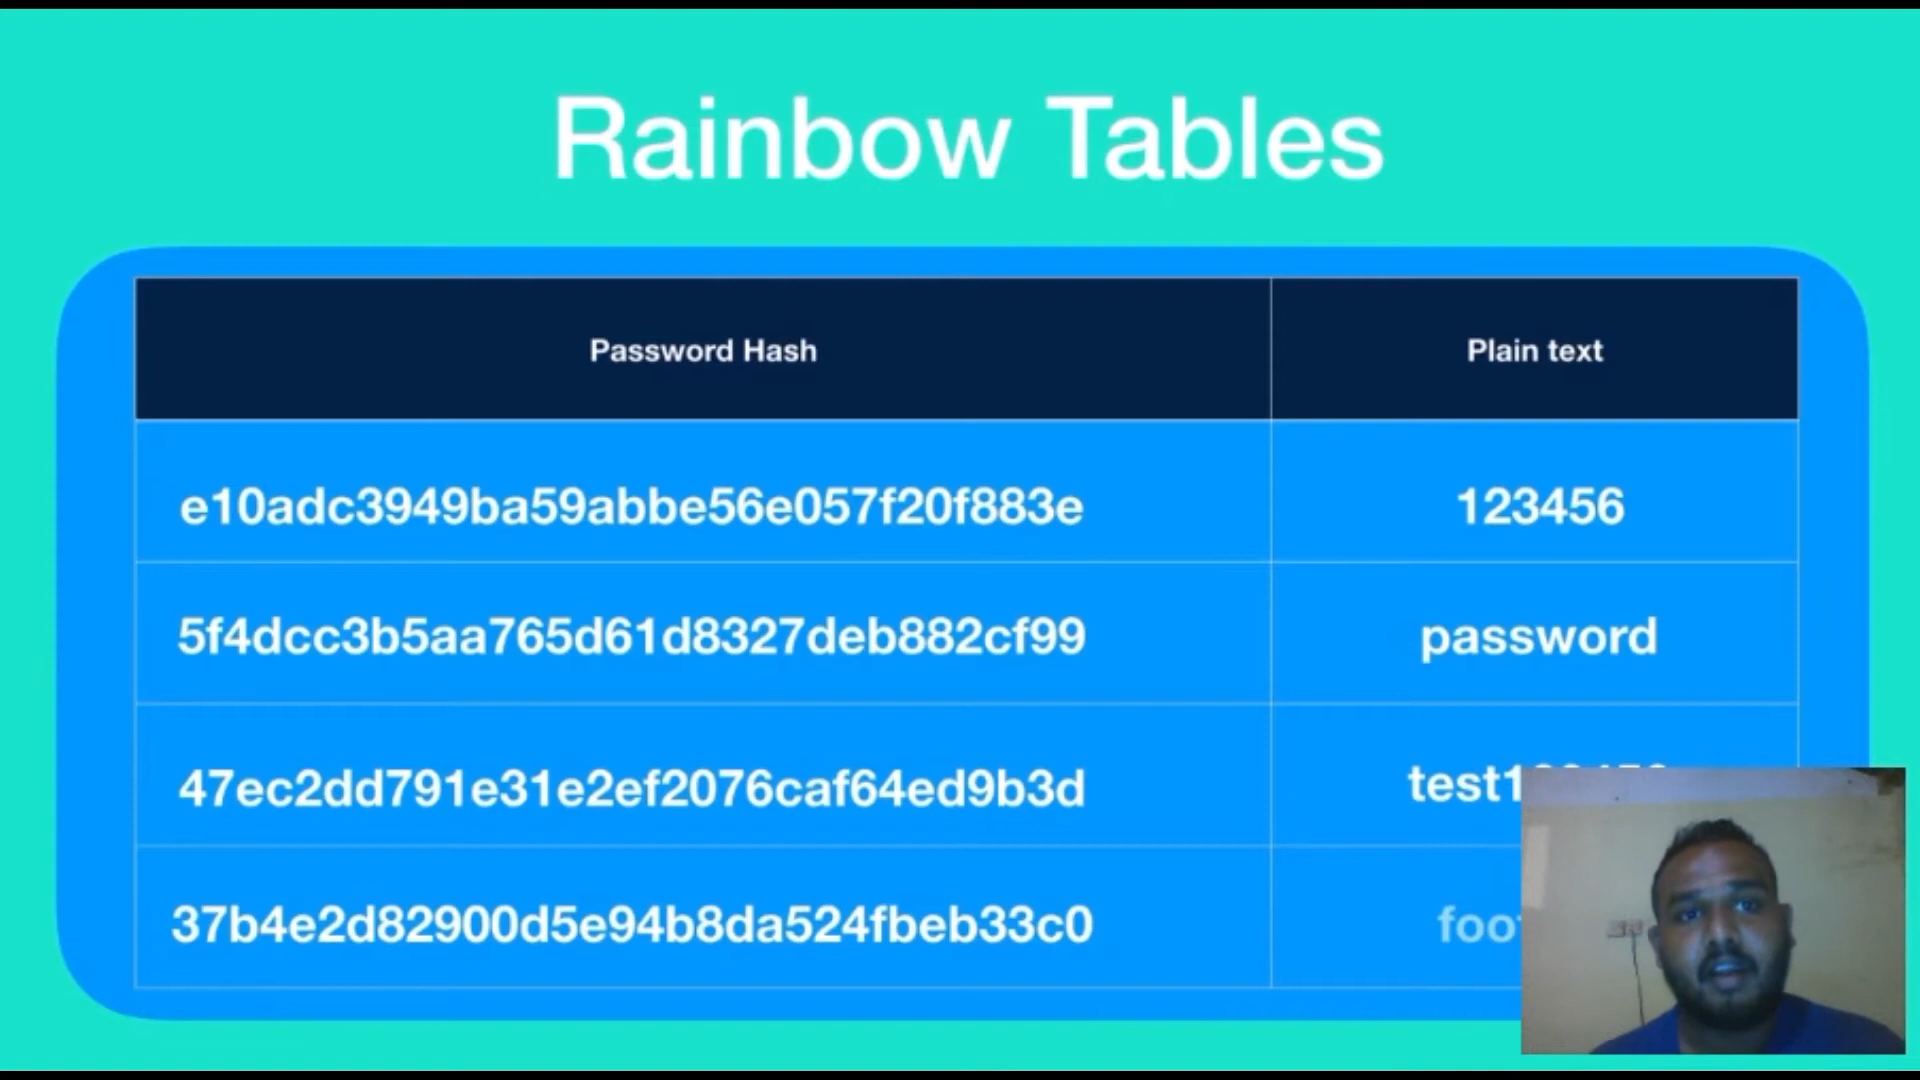 Rainbow Tables
Password Hash Plain text
e10adc3949ba59abbe56e057f20f883e 123456
5f4dcc3b5aa765d61d8327deb882cf99 password
47ec2dd791e31e2ef2076caf64ed9b3d
37b4e2d82900d5e94b8da524fbeb33c0